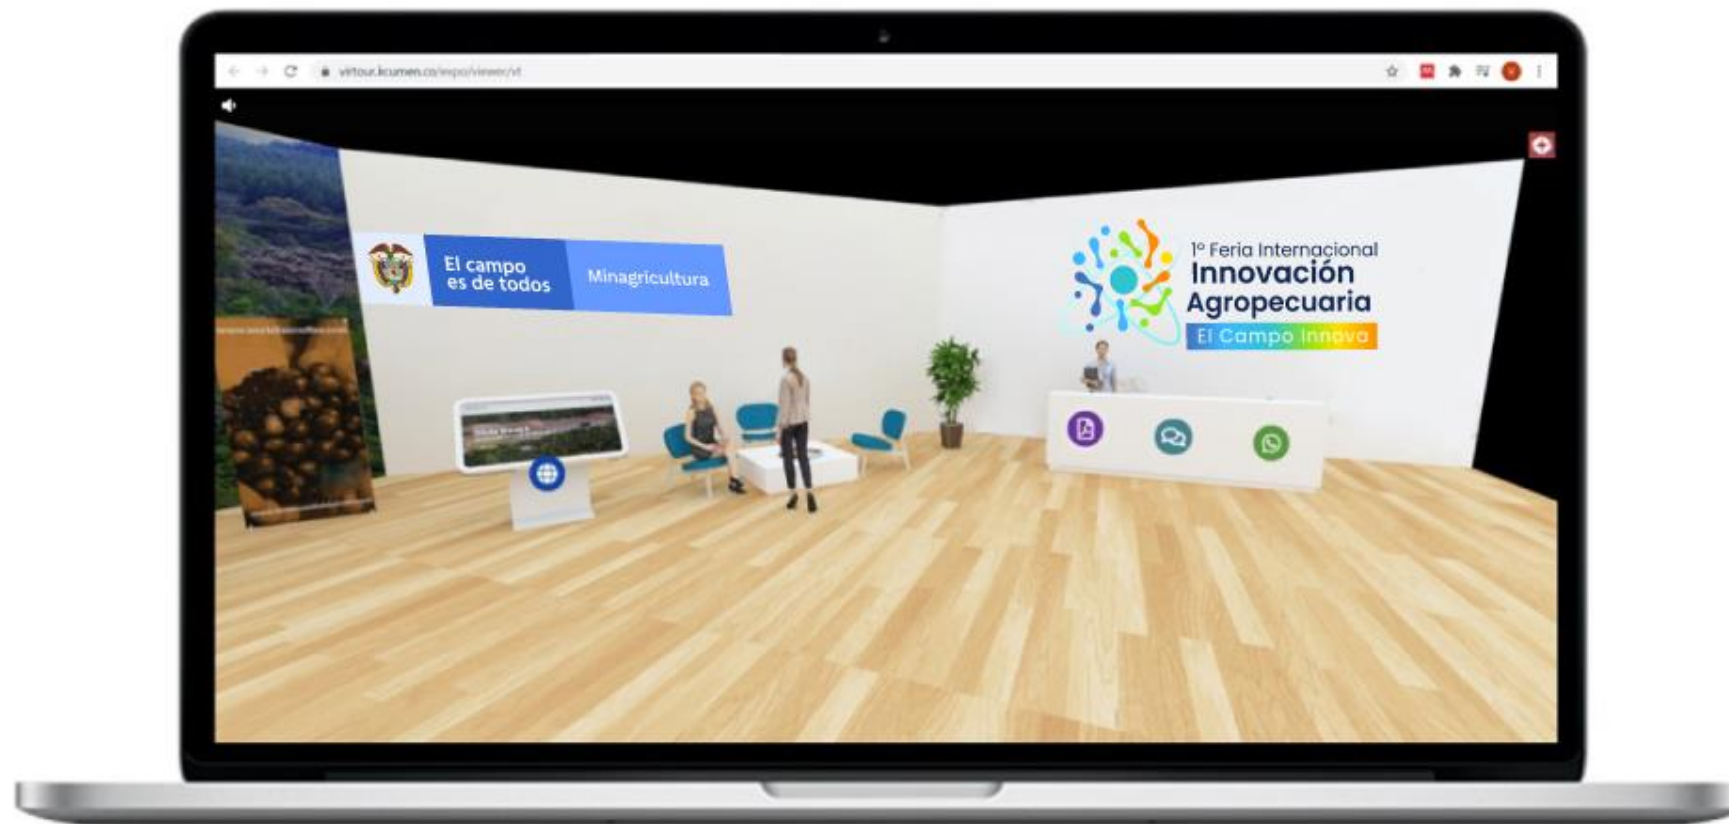 virtour.kcumen.co/expo/viewer/vt
El campo
es de todos
Minagricultura
1º Feria Internacional
Innovación
Agropecuaria
El Campo Innova